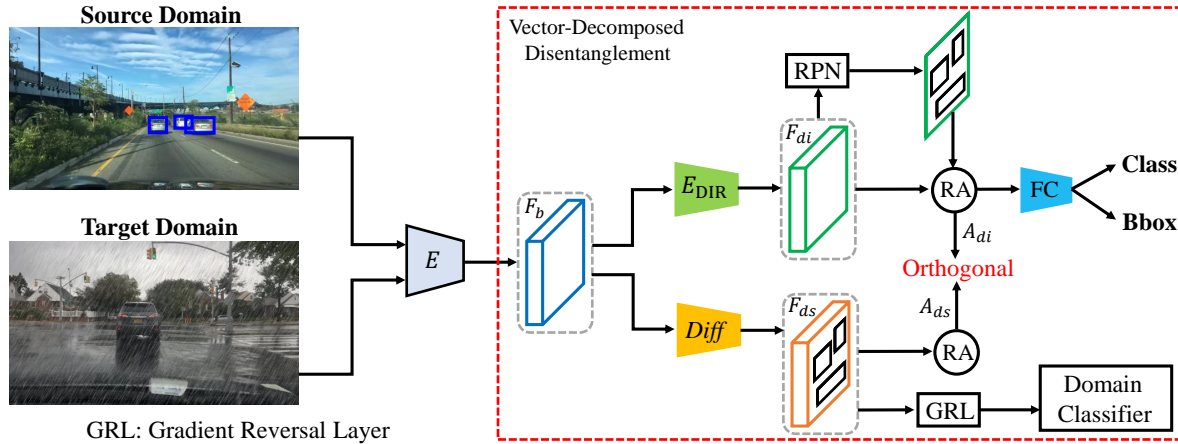 Source Domain
Target Domain
GRL: Gradient Reversal Layer
E
Vector-Decomposed
Disentanglement
F_b
E_DIR
Diff
RPN
F_di
RA
FC
Class
Bbox
A_di
Orthogonal
A_ds
F_ds
RA
GRL
Domain
Classifier